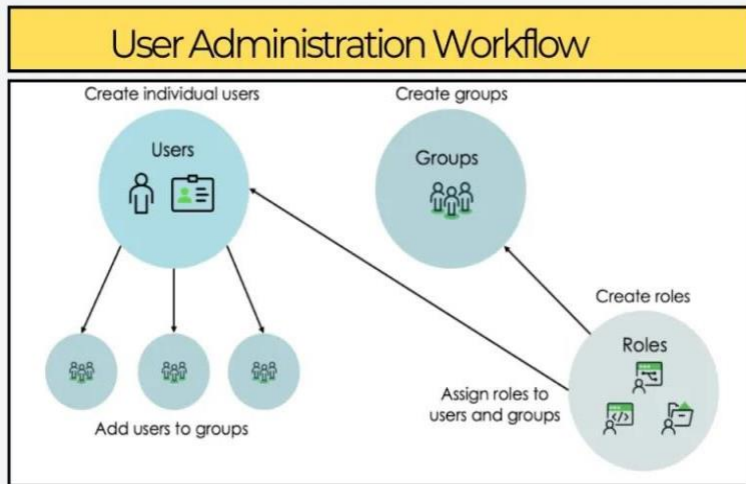 User Administration Workflow
Create individual users
Create groups
Users
Groups
Create roles
Roles
Assign roles to
users and groups
Add users to groups